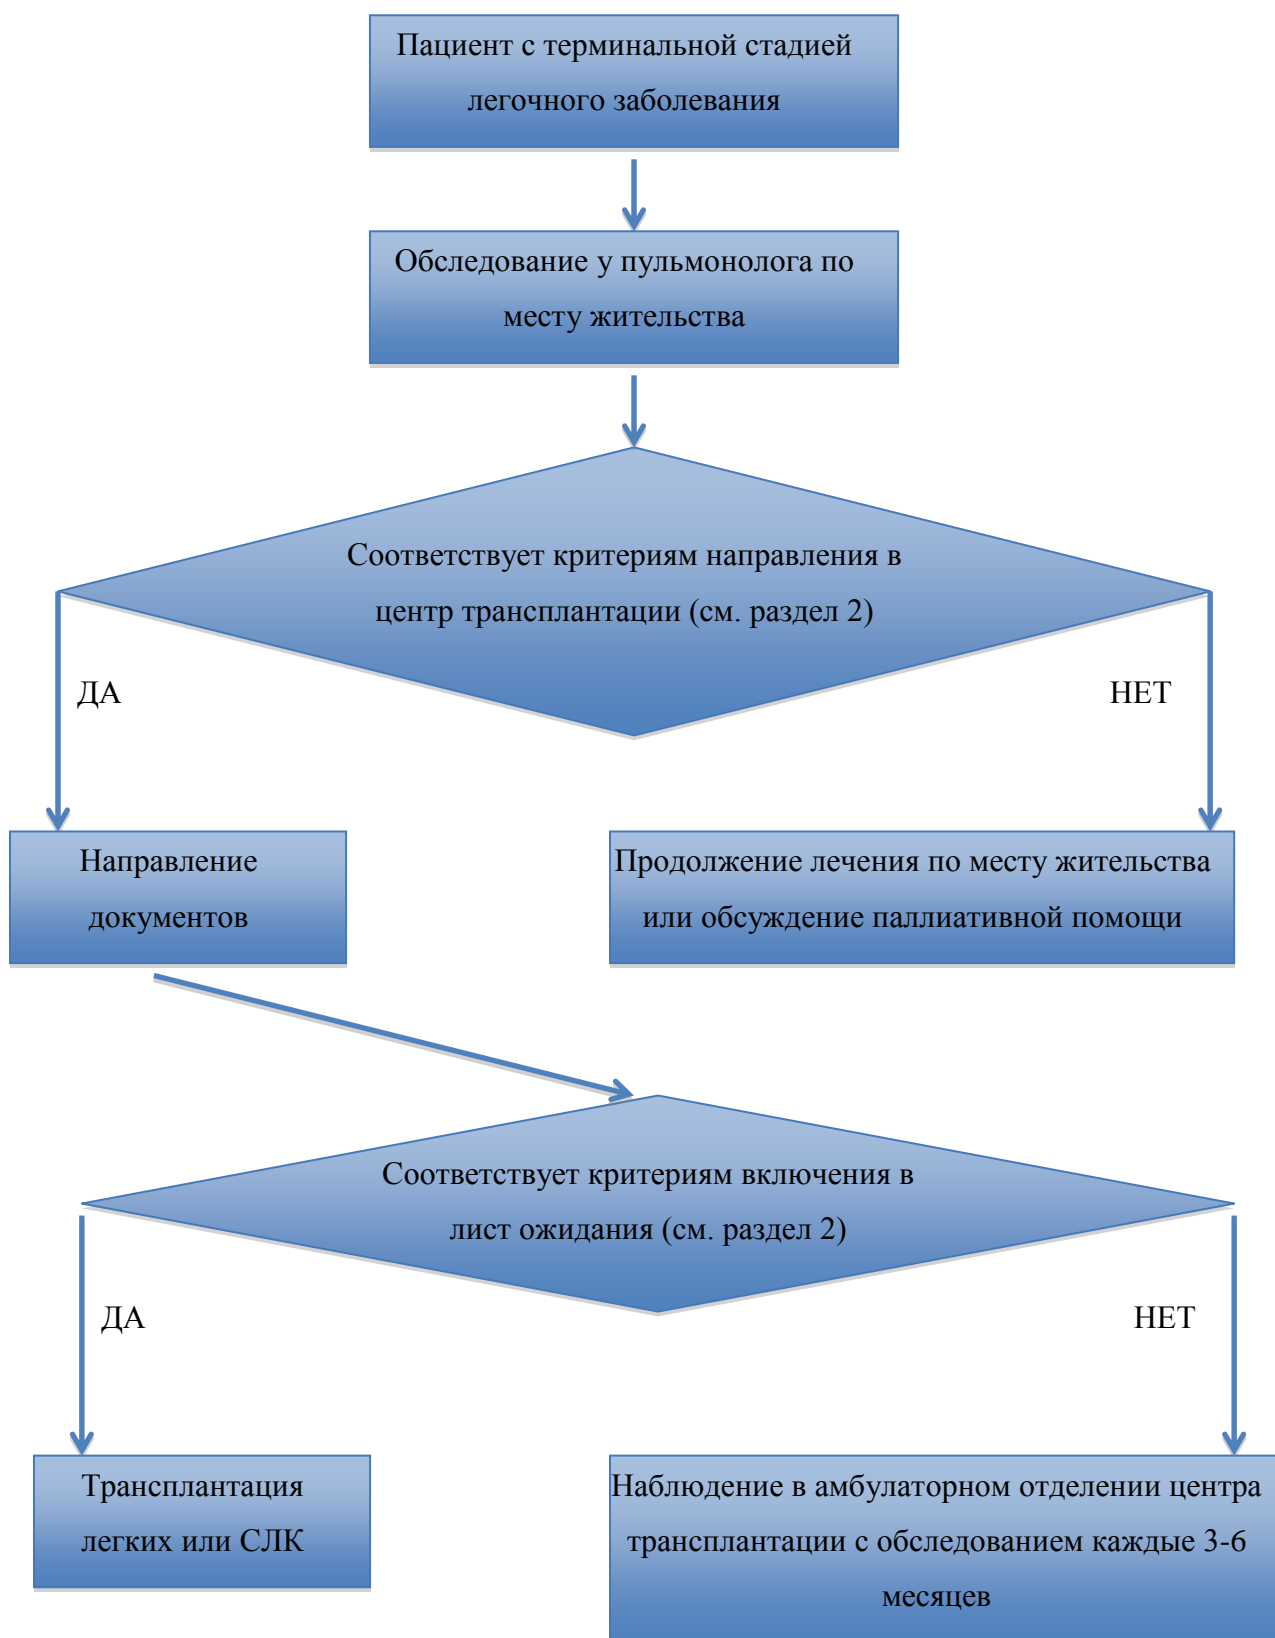 Пациент с терминальной стадией
легочного заболевания
Обследование у пульмонолога по
месту жительства
Соответствует критериям направления в
центр трансплантации (см. раздел 2)
ДА
НЕТ
Направление
документов
Продолжение лечения по месту жительства
или обсуждение паллиативной помощи
Соответствует критериям включения в
лист ожидания (см. раздел 2)
ДА
НЕТ
Трансплантация
легких или СЛК
Наблюдение в амбулаторном отделении центра
трансплантации с обследованием каждые 3-6
месяцев